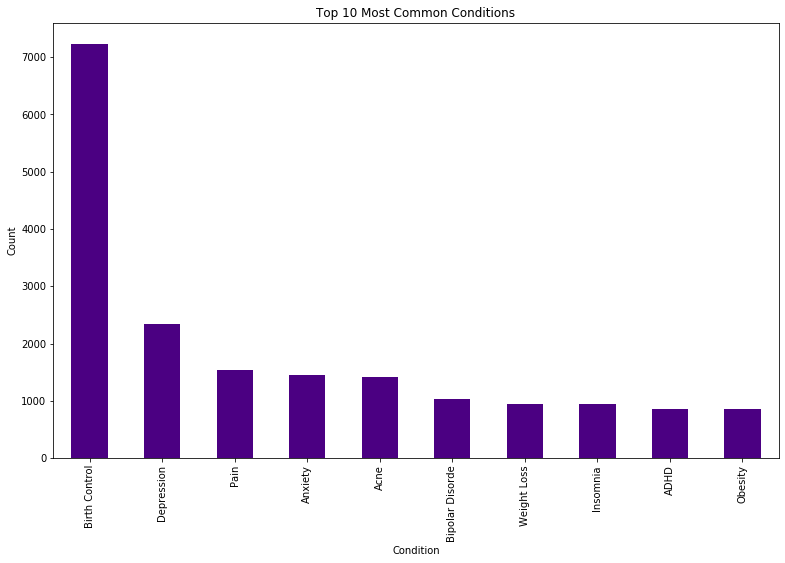 Top 10 Most Common Conditions
Count
7000
6000
5000
4000
3000
2000
1000
0
Birth Control
Depression
Pain
Anxiety
Acne
Bipolar Disorde
Weight Loss
Insomnia
ADHD
Obesity
Condition